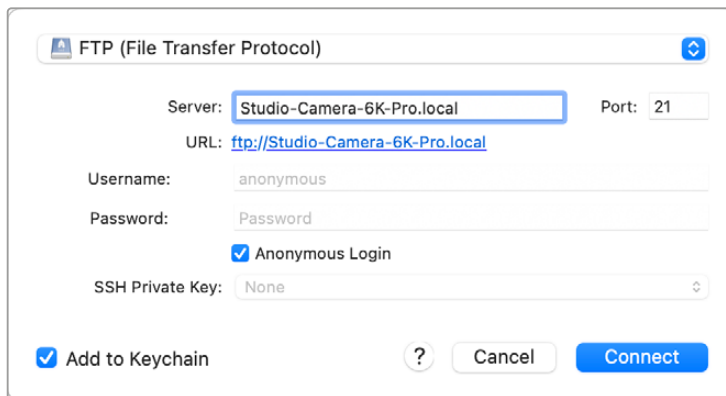 FTP (File Transfer Protocol)
Server: Studio-Camera-6K-Pro.local Port: 21
URL: ftp://Studio-Camera-6K-Pro.local
Username: anonymous
Password: Password
Anonymous Login
SSH Private Key: None
Add to Keychain ? Cancel Connect